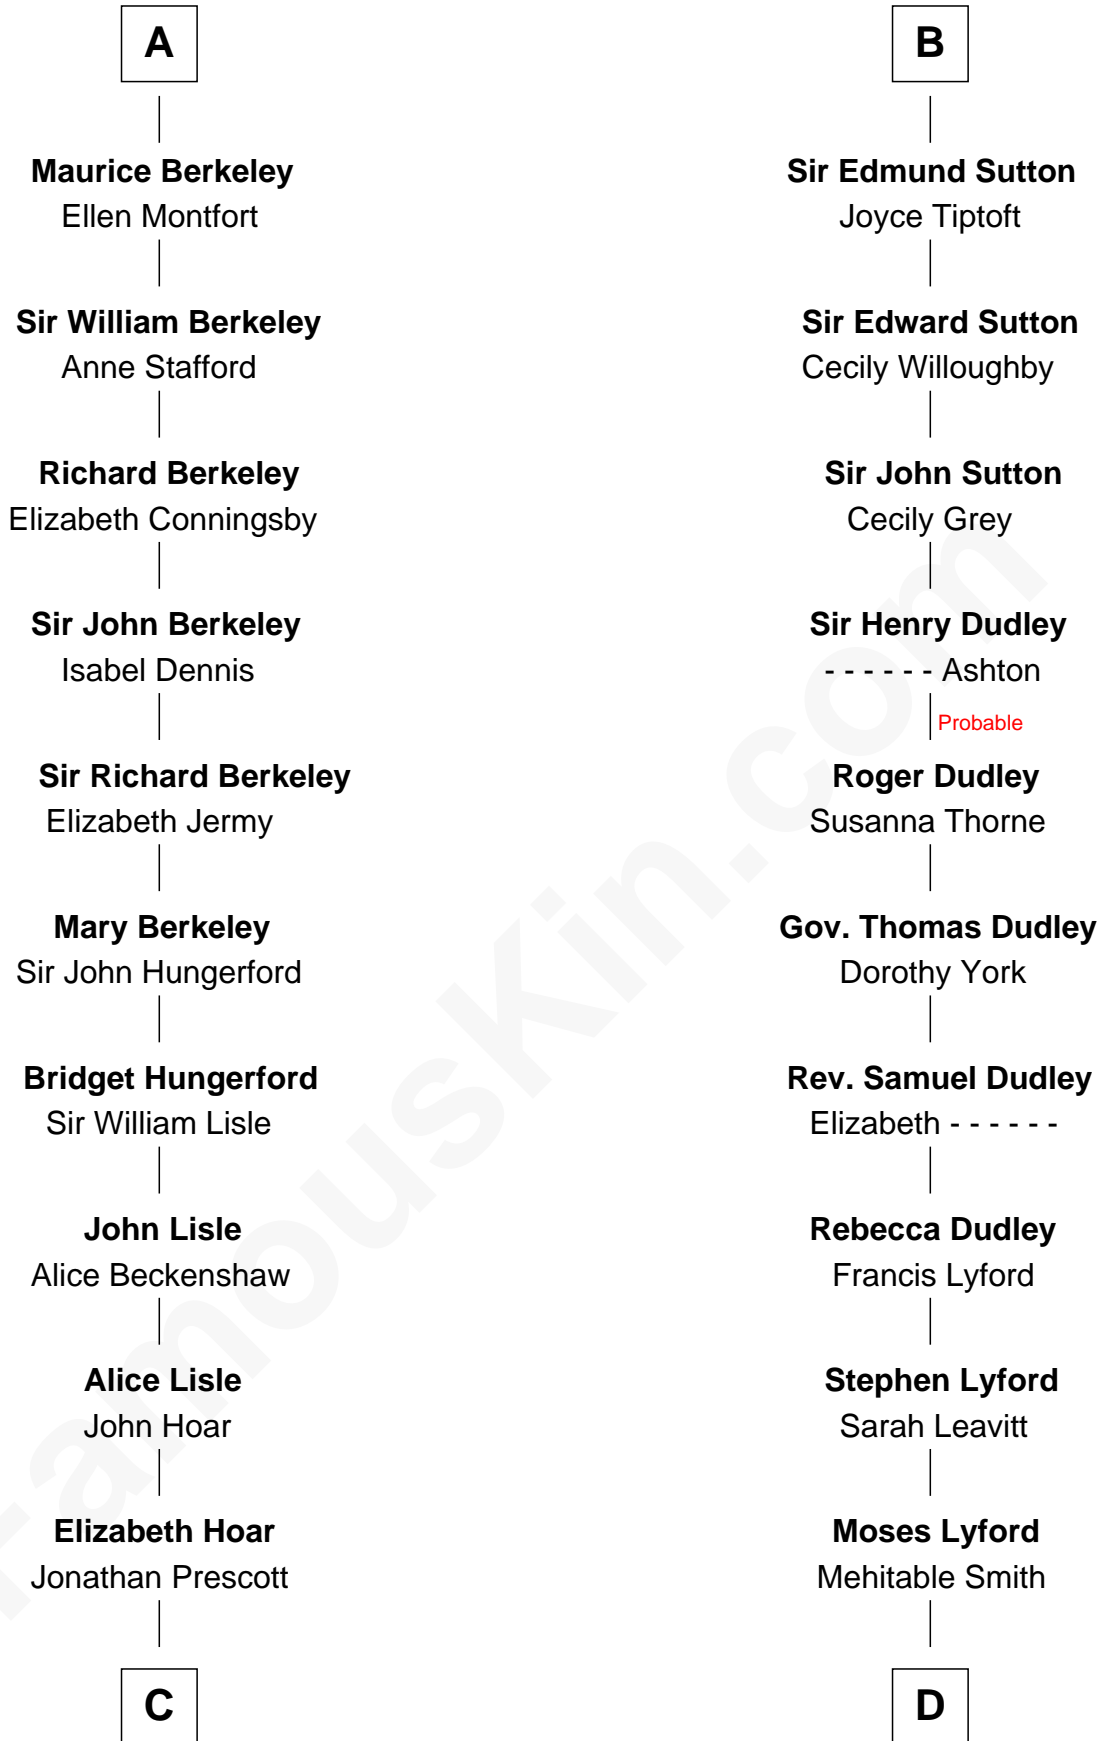 A
Maurice Berkeley
Ellen Montfort
Sir William Berkeley
Anne Stafford
Richard Berkeley
Elizabeth Conningsby
Sir John Berkeley
Isabel Dennis
Sir Richard Berkeley
Elizabeth Jermy
Mary Berkeley
Sir John Hungerford
Bridget Hungerford
Sir William Lisle
John Lisle
Alice Beckenshaw
Alice Lisle
John Hoar
Elizabeth Hoar
Jonathan Prescott
C
B
Sir Edmund Sutton
Joyce Tiptoft
Sir Edward Sutton
Cecily Willoughby
Sir John Sutton
Cecily Grey
Sir Henry Dudley
- - - - - - Ashton
Probable
Roger Dudley
Susanna Thorne
Gov. Thomas Dudley
Dorothy York
Rev. Samuel Dudley
Elizabeth - - - - - -
Rebecca Dudley
Francis Lyford
Stephen Lyford
Sarah Leavitt
Moses Lyford
Mehitable Smith
D
FamousKin.com